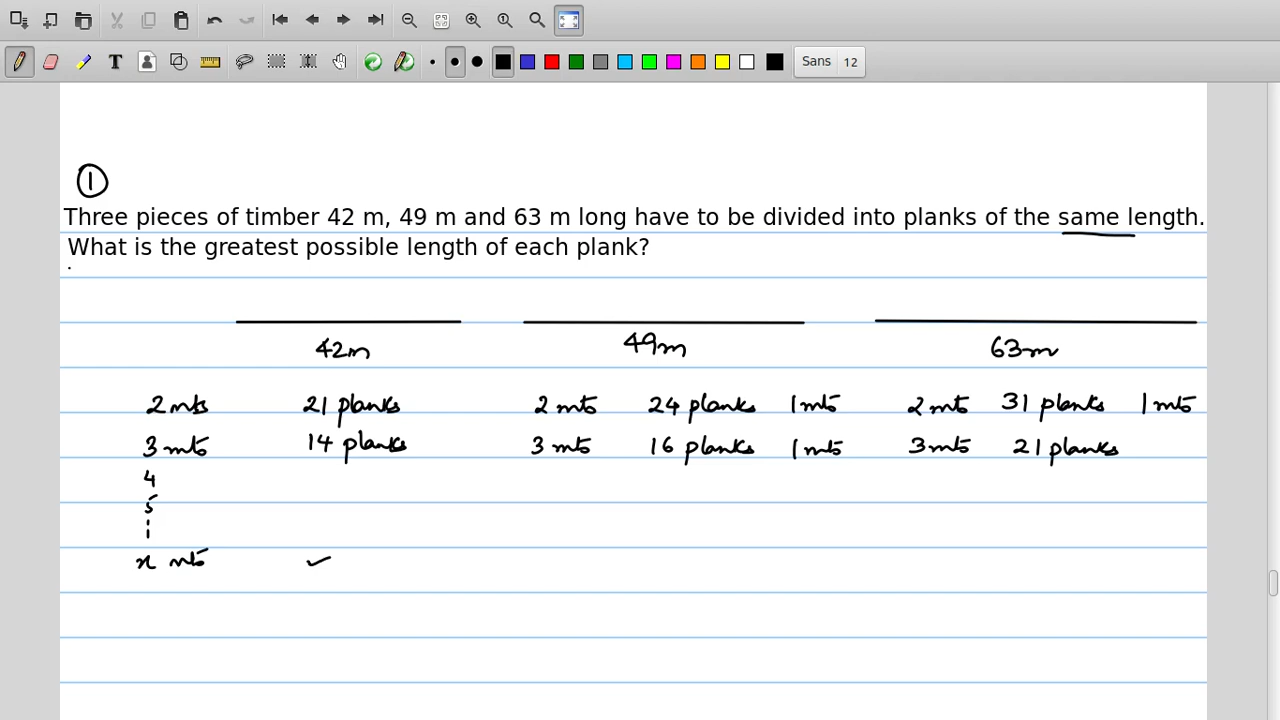 Sans 12
1
Three pieces of timber 42 m, 49 m and 63 m long have to be divided into planks of the same length.
What is the greatest possible length of each plank?
42m 49m 63m
2 mts 21 planks 2 mts 24 planks 1 mts 2 mts 31 planks 1 mts
3 mts 14 planks 3 mts 16 planks 1 mts 3 mts 21 planks
4
5
x mts ✓